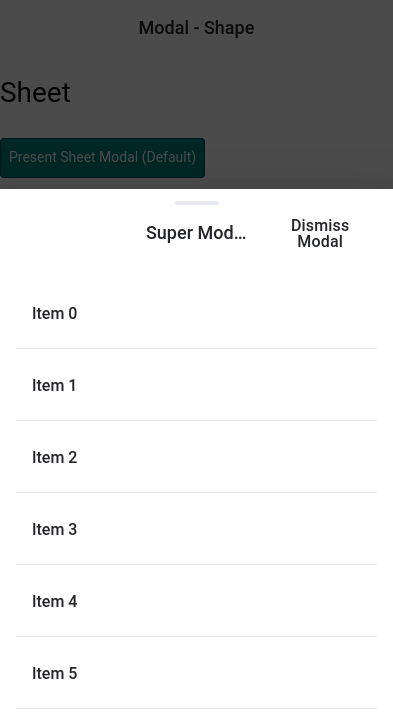 Modal - Shape
Sheet
Present Sheet Modal (Default)
Super Mod...
Dismiss
Modal
Item 0
Item 1
Item 2
Item 3
Item 4
Item 5